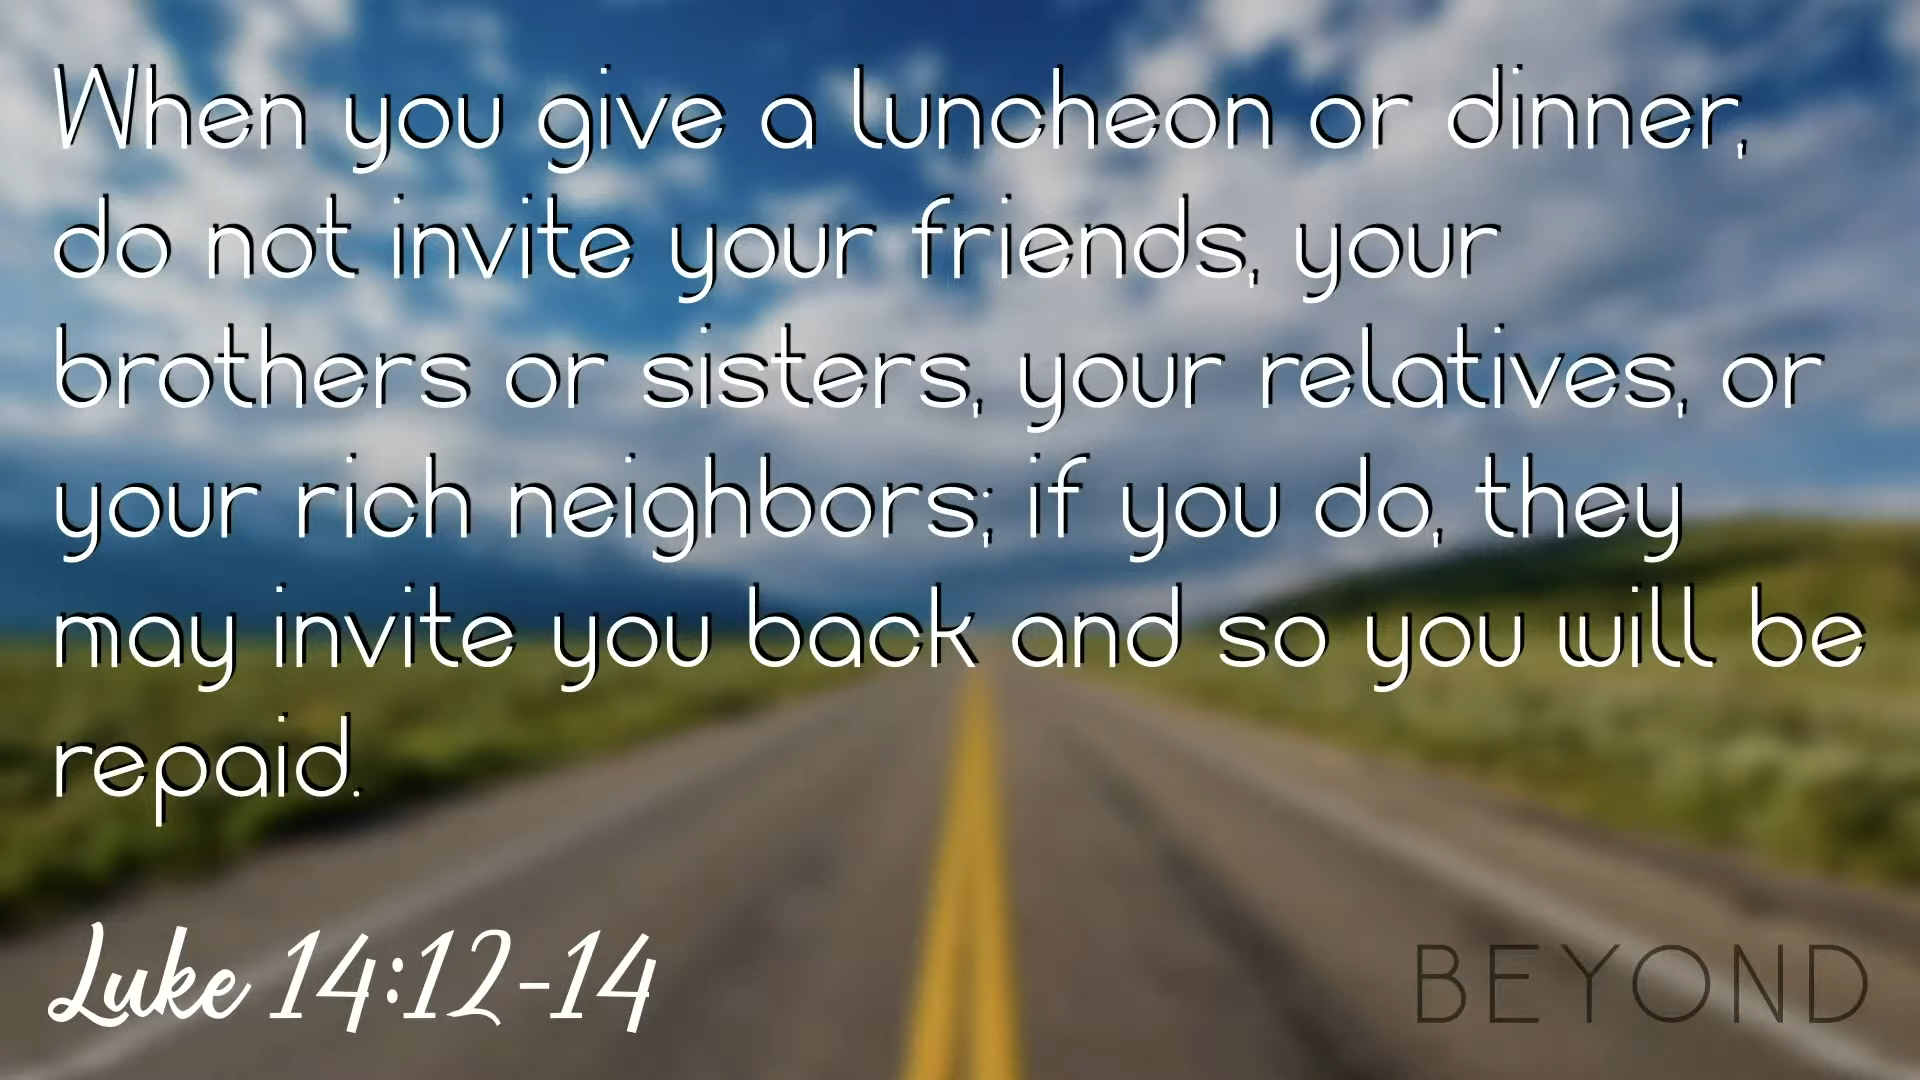 When you give a luncheon or dinner,
do not invite your friends, your
brothers or sisters, your relatives, or
your rich neighbors; if you do, they
may invite you back and so you will be
repaid.
Luke 14:12-14
BEYOND